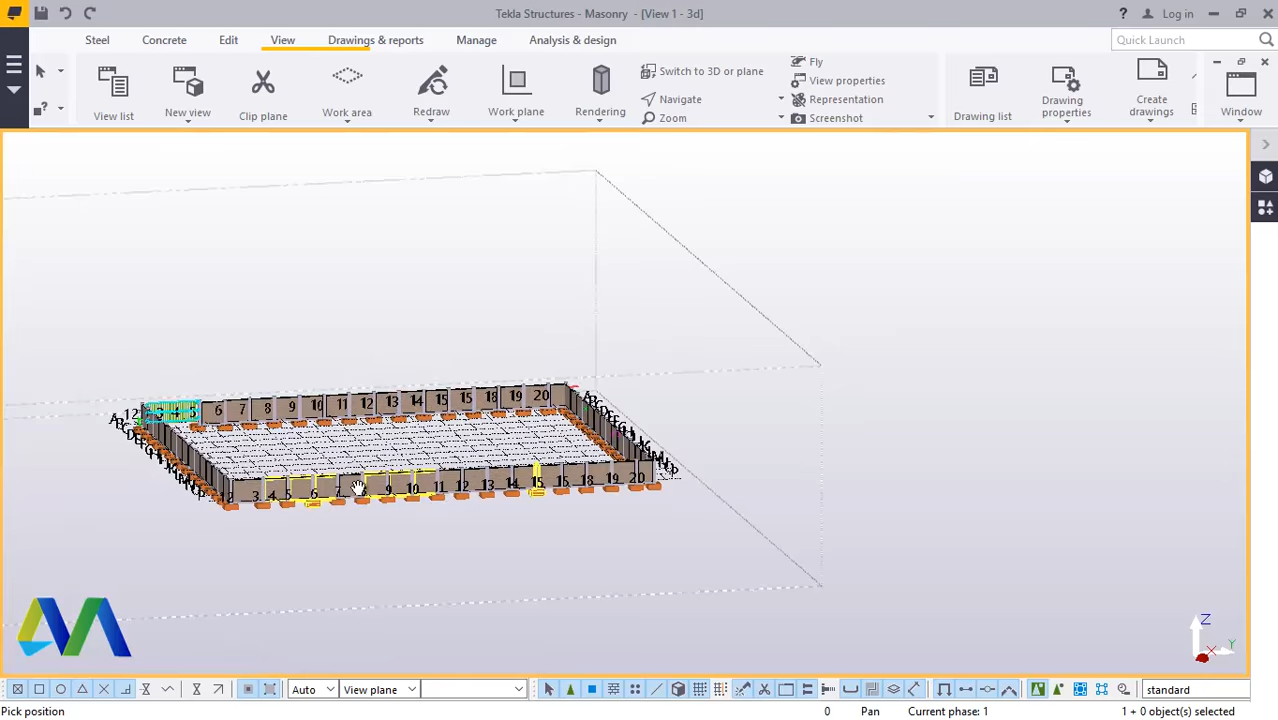 Tekla Structures - Masonry - [View 1 - 3d]
Log in
Steel
Concrete
Edit
View
Drawings & reports
Manage
Analysis & design
Quick Launch
View list
New view
Clip plane
Work area
Redraw
Work plane
Rendering
Switch to 3D or plane
Navigate
Zoom
Fly
View properties
Representation
Screenshot
Drawing list
Drawing properties
Create drawings
Window
6 7 8 9 10 11 12 13 14 15 15 18 19 20
3 4 5 6 7 8 9 10 11 12 13 14 15 15 18 19 20
Z
Y
X
Auto
View plane
standard
Pick position
0
Pan
Current phase: 1
1 + 0 object(s) selected